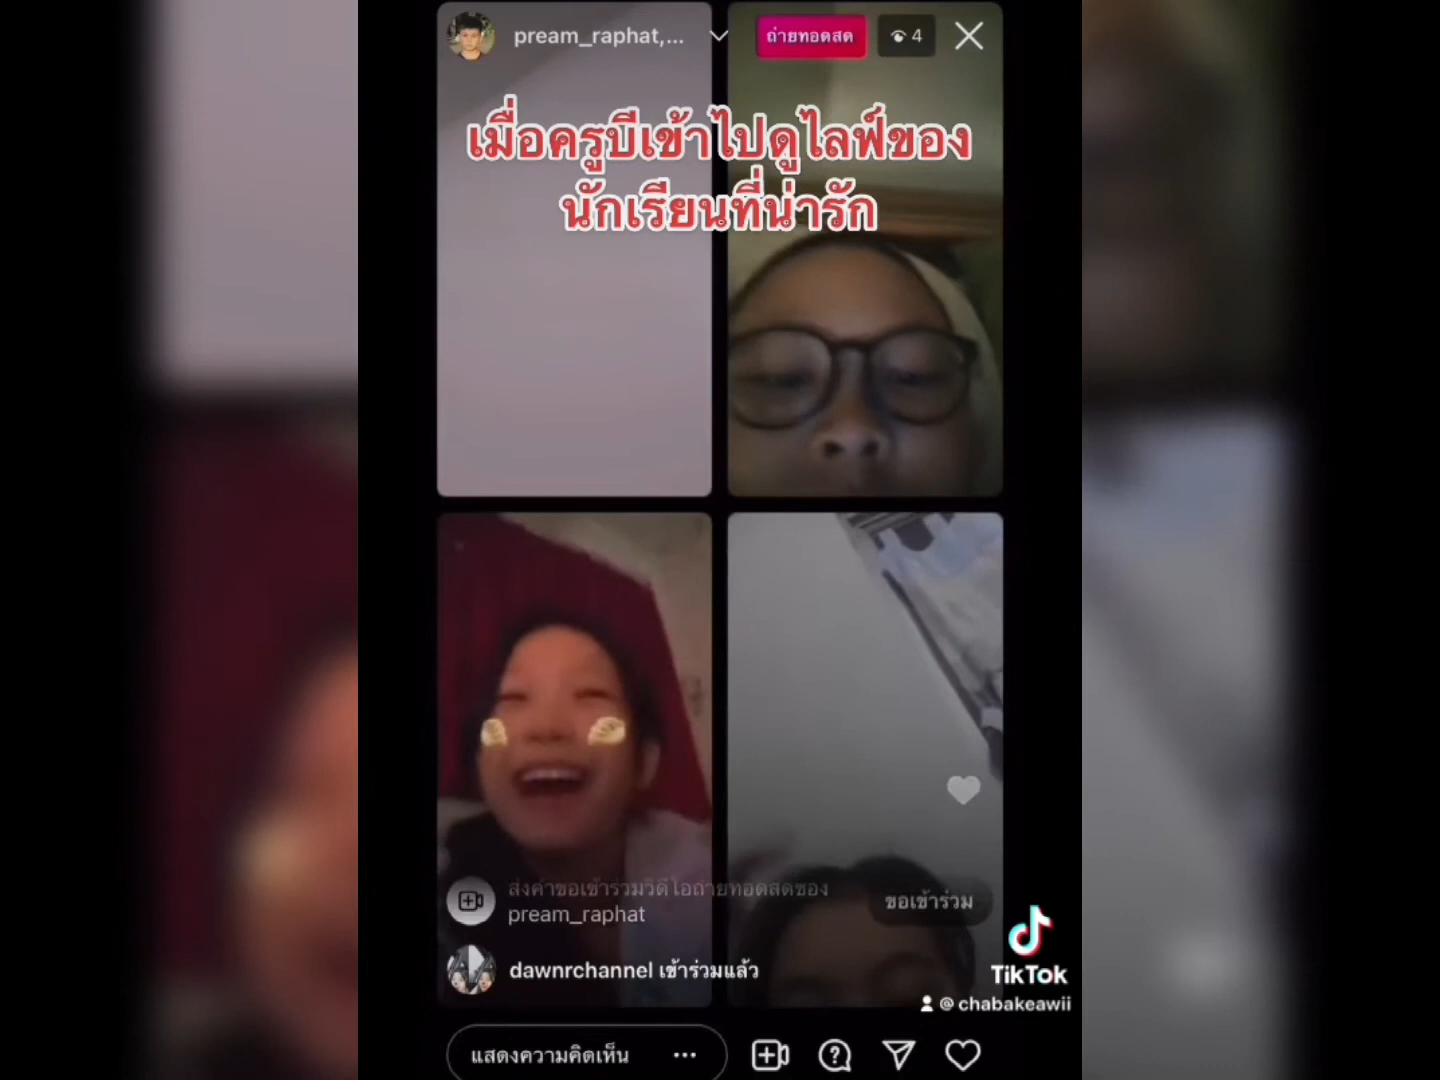 pream_raphat,...
ถ่ายทอดสด
4
เมื่อครูบีเข้าไปดูไลฟ์ของ
นักเรียนที่น่ารัก
ส่งคำขอเข้าร่วมวิดีโอถ่ายทอดสดของ
pream_raphat
ขอเข้าร่วม
dawnrchannel เข้าร่วมแล้ว
TikTok
@chabakeawii
แสดงความคิดเห็น